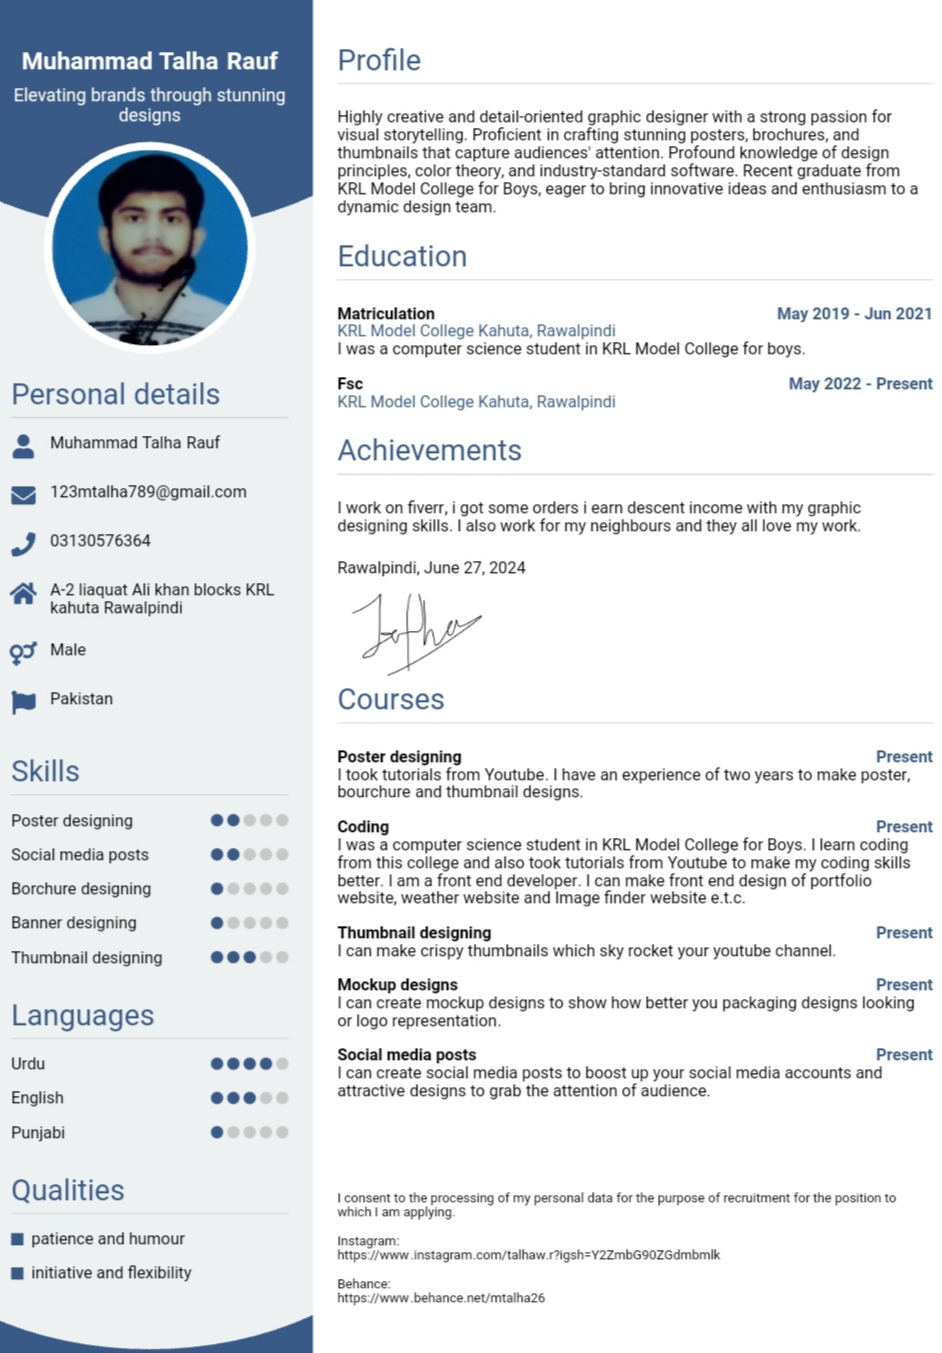 Muhammad Talha Rauf
Elevating brands through stunning
designs
Personal details
Muhammad Talha Rauf
123mtalha789@gmail.com
03130576364
A-2 liaquat Ali khan blocks KRL
kahuta Rawalpindi
Male
Pakistan
Skills
Poster designing
Social media posts
Borchure designing
Banner designing
Thumbnail designing
Languages
Urdu
English
Punjabi
Qualities
patience and humour
initiative and flexibility
Profile
Highly creative and detail-oriented graphic designer with a strong passion for
visual storytelling. Proficient in crafting stunning posters, brochures, and
thumbnails that capture audiences' attention. Profound knowledge of design
principles, color theory, and industry-standard software. Recent graduate from
KRL Model College for Boys, eager to bring innovative ideas and enthusiasm to a
dynamic design team.
Education
Matriculation May 2019 - Jun 2021
KRL Model College Kahuta, Rawalpindi
I was a computer science student in KRL Model College for boys.
Fsc May 2022 - Present
KRL Model College Kahuta, Rawalpindi
Achievements
I work on fiverr, i got some orders i earn descent income with my graphic
designing skills. I also work for my neighbours and they all love my work.
Rawalpindi, June 27, 2024
Talha
Courses
Poster designing Present
I took tutorials from Youtube. I have an experience of two years to make poster,
bourchure and thumbnail designs.
Coding Present
I was a computer science student in KRL Model College for Boys. I learn coding
from this college and also took tutorials from Youtube to make my coding skills
better. I am a front end developer. I can make front end design of portfolio
website, weather website and Image finder website e.t.c.
Thumbnail designing Present
I can make crispy thumbnails which sky rocket your youtube channel.
Mockup designs Present
I can create mockup designs to show how better you packaging designs looking
or logo representation.
Social media posts Present
I can create social media posts to boost up your social media accounts and
attractive designs to grab the attention of audience.
I consent to the processing of my personal data for the purpose of recruitment for the position to
which I am applying.
Instagram:
https://www.instagram.com/talhaw.r?igsh=Y2ZmbG90ZGdmbmlk
Behance:
https://www.behance.net/mtalha26